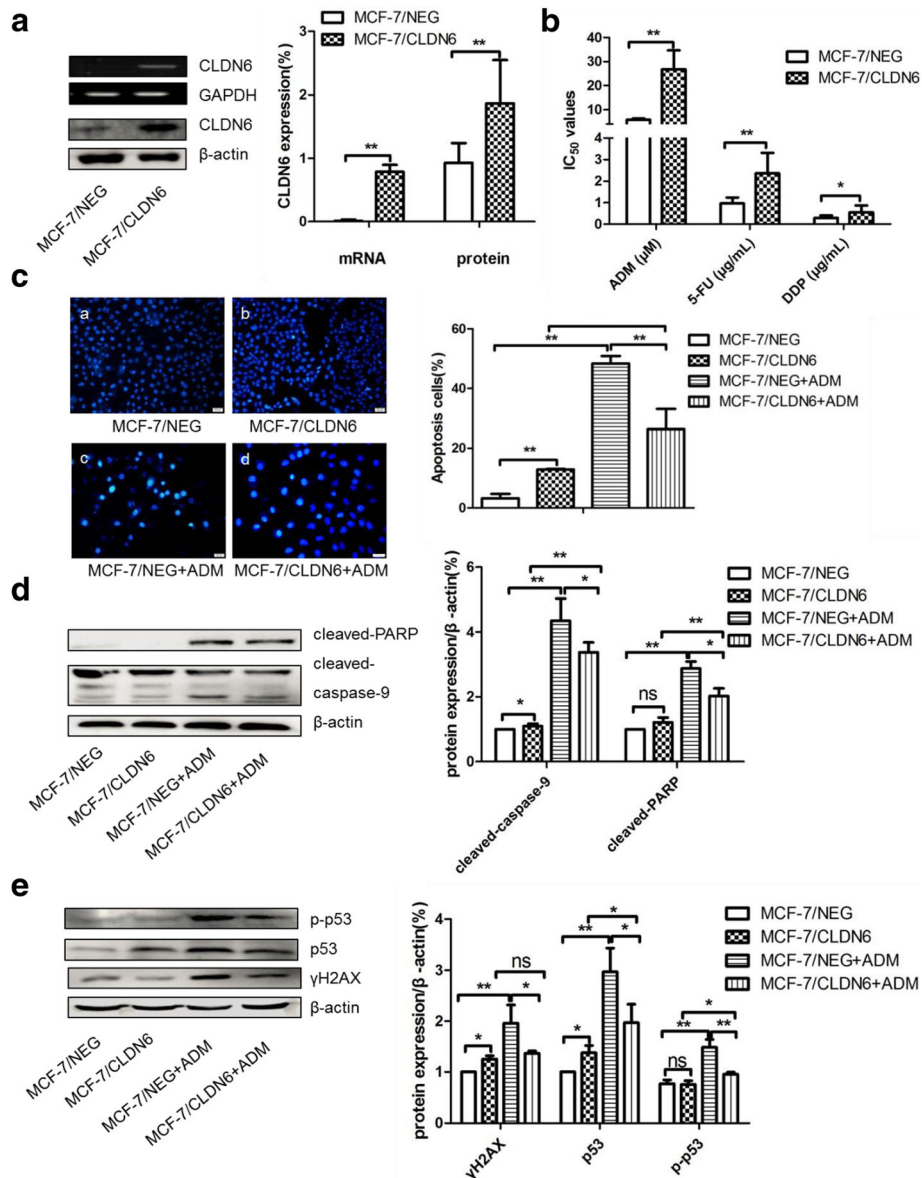 a
CLDN6
GAPDH
CLDN6
β-actin
MCF-7/NEG
MCF-7/CLDN6
MCF-7/NEG
MCF-7/CLDN6
CLDN6 expression(%)
3
2
1
0
**
**
mRNA
protein
b
MCF-7/NEG
MCF-7/CLDN6
IC50 values
40
30
20
10
4
3
2
1
0
**
**
*
ADM (μM)
5-FU (μg/mL)
DDP (μg/mL)
c
a
b
MCF-7/NEG
MCF-7/CLDN6
c
d
MCF-7/NEG+ADM
MCF-7/CLDN6+ADM
Apoptosis cells(%)
60
40
20
0
**
**
**
MCF-7/NEG
MCF-7/CLDN6
MCF-7/NEG+ADM
MCF-7/CLDN6+ADM
d
cleaved-PARP
cleaved-
caspase-9
β-actin
MCF-7/NEG
MCF-7/CLDN6
MCF-7/NEG+ADM
MCF-7/CLDN6+ADM
protein expression/β -actin(%)
6
4
2
0
*
**
**
*
ns
**
**
*
cleaved-caspase-9
cleaved-PARP
MCF-7/NEG
MCF-7/CLDN6
MCF-7/NEG+ADM
MCF-7/CLDN6+ADM
e
p-p53
p53
γH2AX
β-actin
MCF-7/NEG
MCF-7/CLDN6
MCF-7/NEG+ADM
MCF-7/CLDN6+ADM
protein expression/β -actin(%)
4
3
2
1
0
*
**
ns
*
*
**
*
*
ns
**
*
**
γH2AX
p53
p-p53
MCF-7/NEG
MCF-7/CLDN6
MCF-7/NEG+ADM
MCF-7/CLDN6+ADM